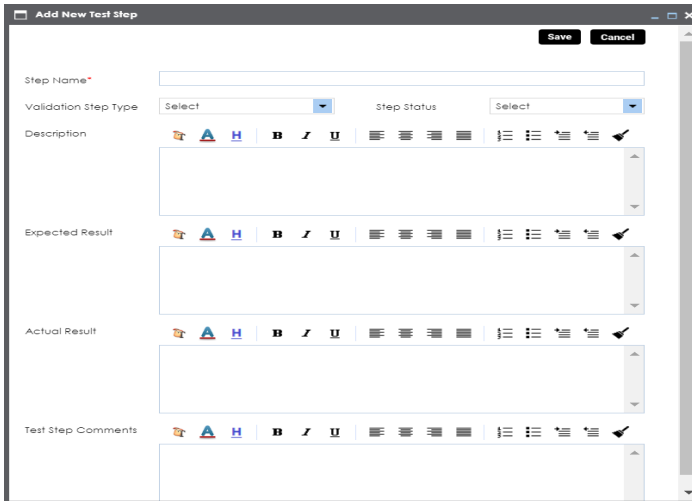 Add New Test Step
Save Cancel
Step Name*
Validation Step Type Select Step Status Select
Description A H B I U
Expected Result A H B I U
Actual Result A H B I U
Test Step Comments A H B I U